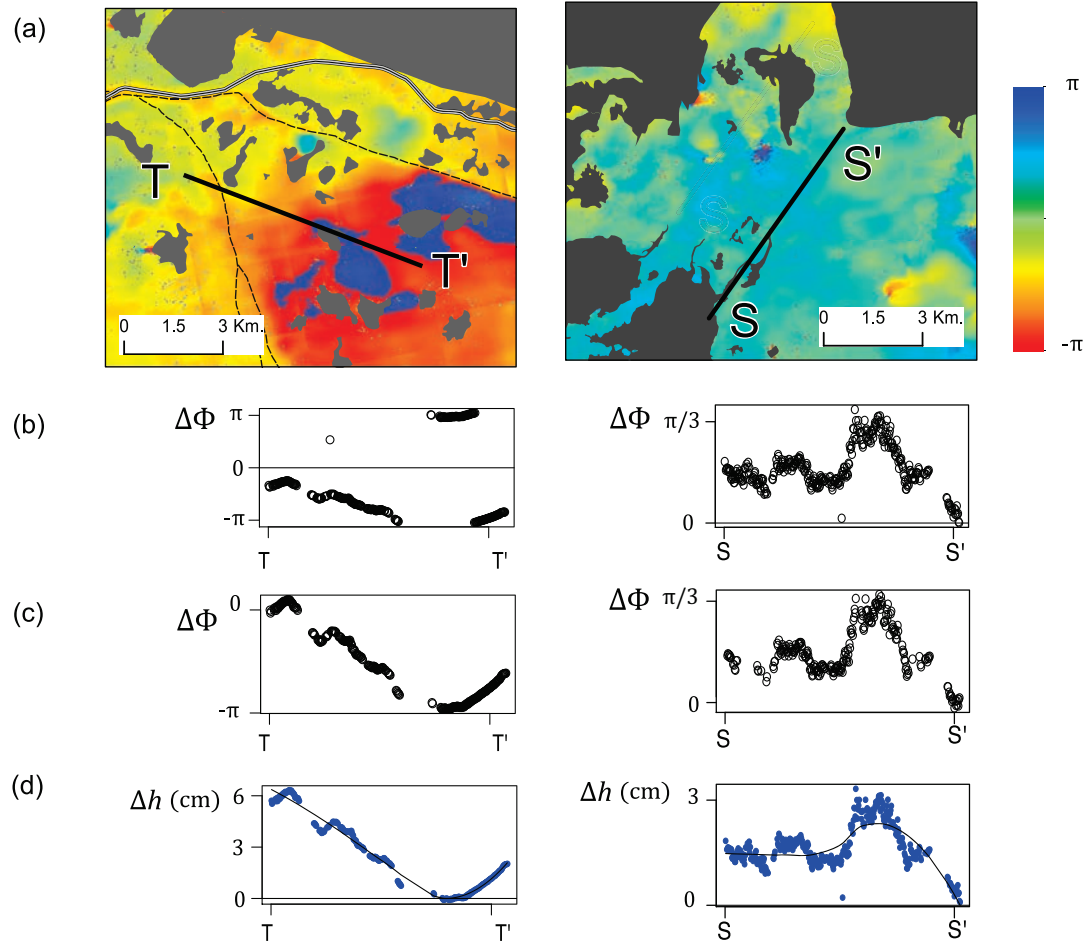 (a)
T
T'
0 1.5 3 Km.
S
S
S'
S
0 1.5 3 Km.
π
-π
(b)
ΔΦ π
0
-π
T T'
ΔΦ π/3
0
S S'
(c)
0
ΔΦ
-π
T T'
ΔΦ π/3
0
S S'
(d)
Δh (cm) 6
3
0
T T'
Δh (cm) 3
0
S S'